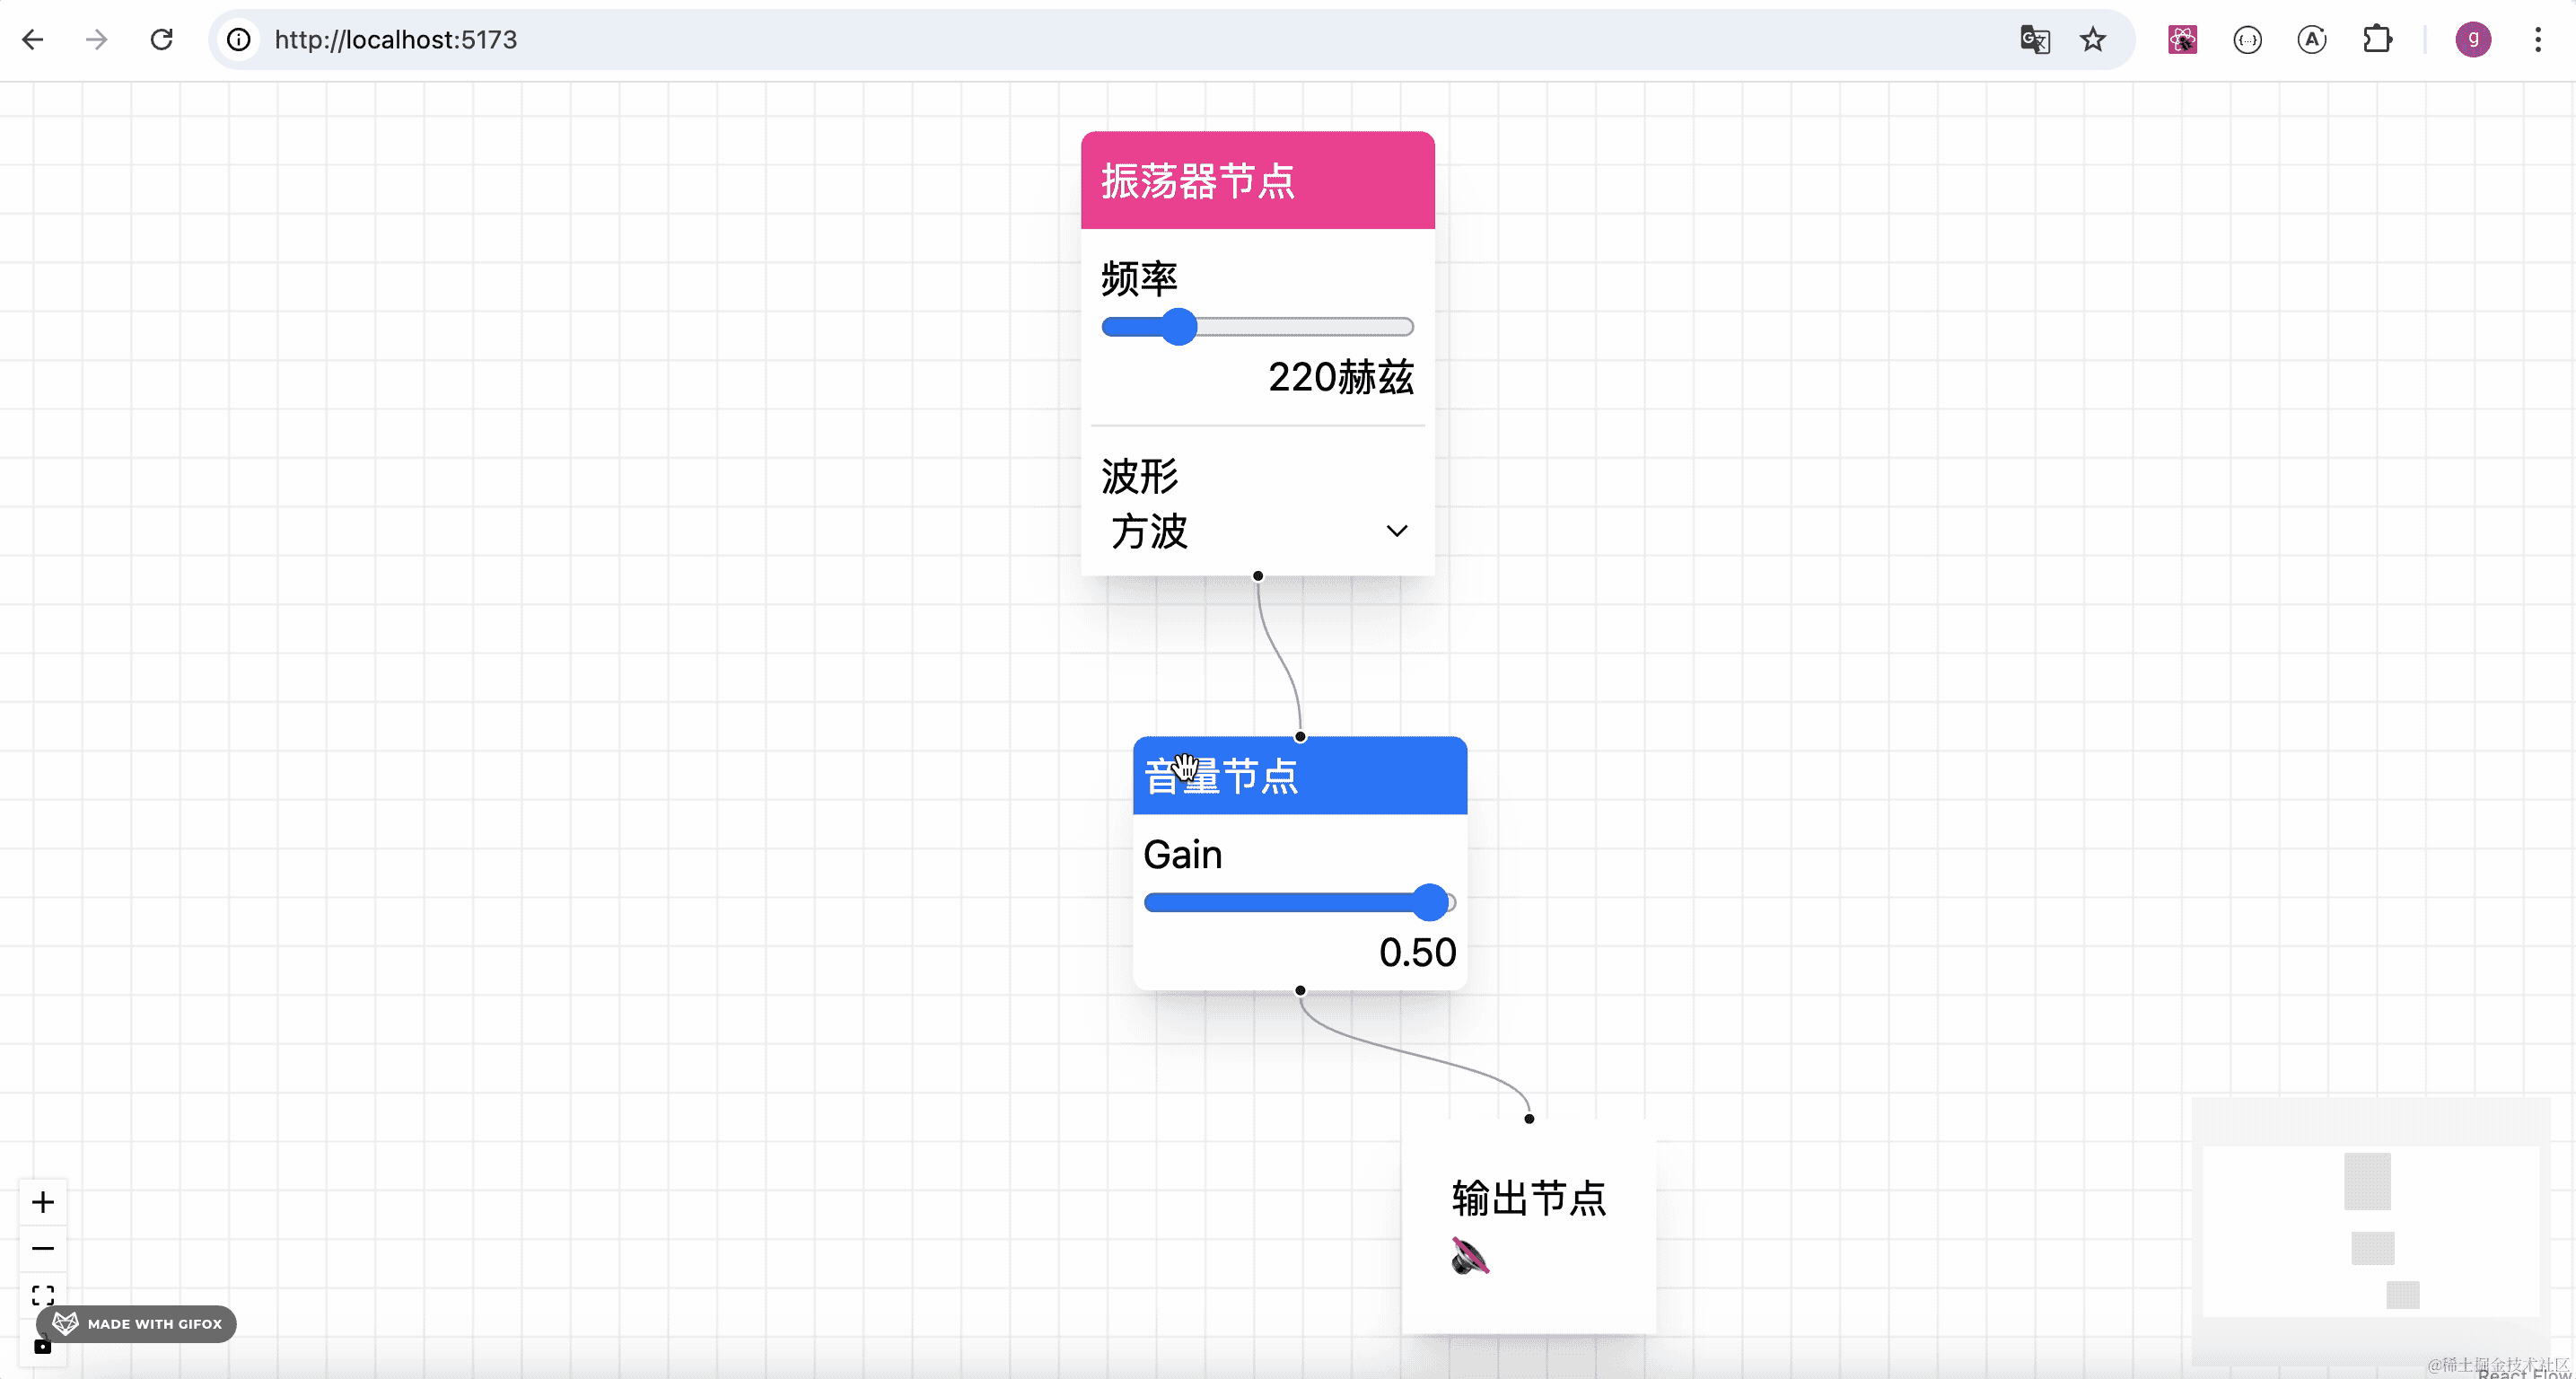 http://localhost:5173
g
振荡器节点
频率
220赫兹
波形
方波
音量节点
Gain
0.50
输出节点
MADE WITH GIFOX
@稀土掘金技术社区
React Flow